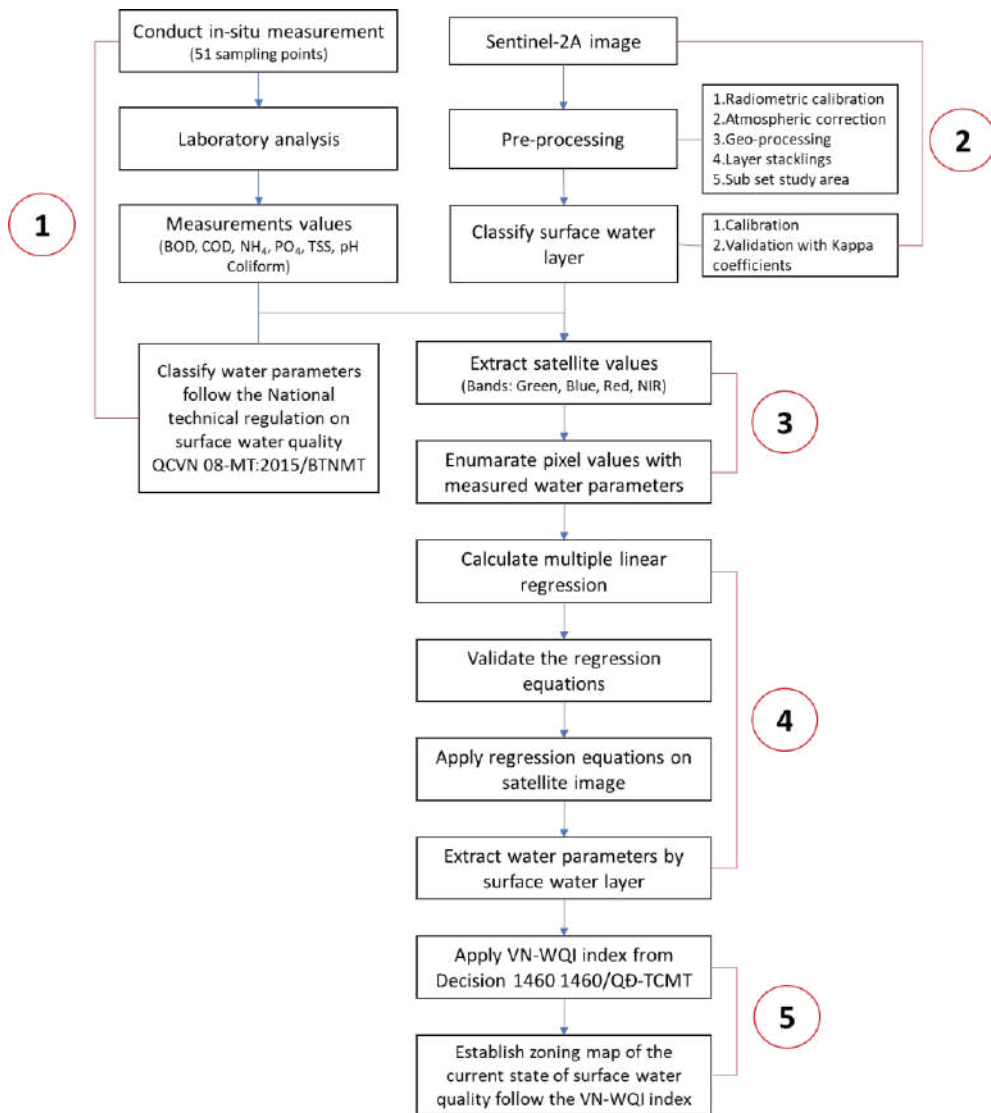 Conduct in-situ measurement
(51 sampling points)
Laboratory analysis
Measurements values
(BOD, COD, NH₄, PO₄, TSS, pH
Coliform)
Classify water parameters
follow the National
technical regulation on
surface water quality
QCVN 08-MT:2015/BTNMT
1
Sentinel-2A image
Pre-processing
1.Radiometric calibration
2.Atmospheric correction
3.Geo-processing
4.Layer stacklings
5.Sub set study area
Classify surface water
layer
1.Calibration
2.Validation with Kappa
coefficients
2
Extract satellite values
(Bands: Green, Blue, Red, NIR)
Enumarate pixel values with
measured water parameters
3
Calculate multiple linear
regression
Validate the regression
equations
Apply regression equations on
satellite image
Extract water parameters by
surface water layer
4
Apply VN-WQI index from
Decision 1460 1460/QĐ-TCMT
Establish zoning map of the
current state of surface water
quality follow the VN-WQI index
5